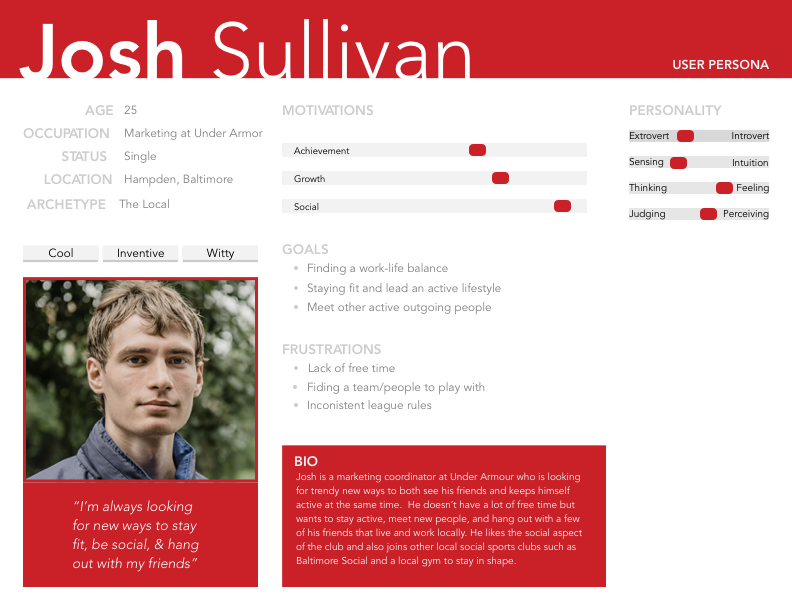 Josh Sullivan
USER PERSONA
AGE 25
OCCUPATION Marketing at Under Armor
STATUS Single
LOCATION Hampden, Baltimore
ARCHETYPE The Local
Cool Inventive Witty
“I’m always looking
for new ways to stay
fit, be social, & hang
out with my friends”
MOTIVATIONS
Achievement
Growth
Social
GOALS
• Finding a work-life balance
• Staying fit and lead an active lifestyle
• Meet other active outgoing people
FRUSTRATIONS
• Lack of free time
• Fiding a team/people to play with
• Inconistent league rules
BIO
Josh is a marketing coordinator at Under Armour who is looking
for trendy new ways to both see his friends and keeps himself
active at the same time. He doesn’t have a lot of free time but
wants to stay active, meet new people, and hang out with a few
of his friends that live and work locally. He likes the social aspect
of the club and also joins other local social sports clubs such as
Baltimore Social and a local gym to stay in shape.
PERSONALITY
Extrovert Introvert
Sensing Intuition
Thinking Feeling
Judging Perceiving